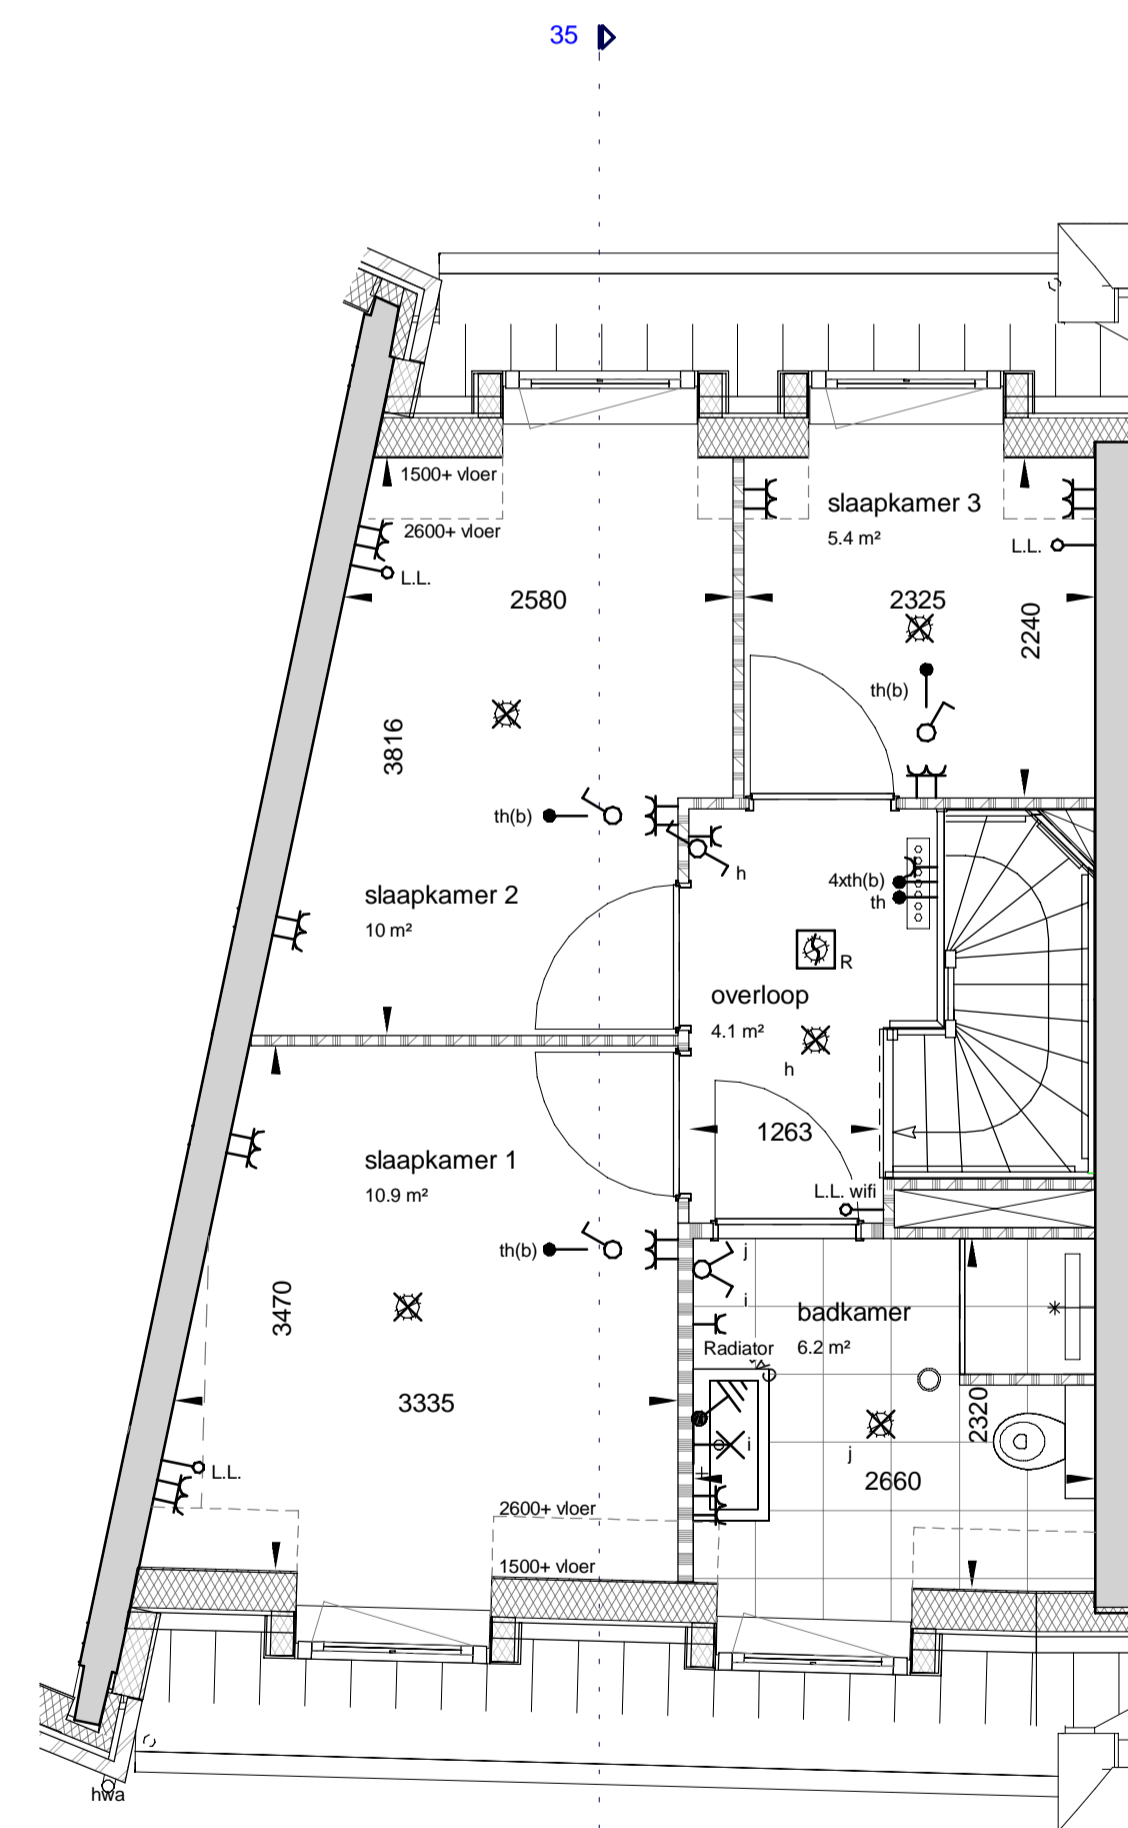 35
1500+ vloer
2600+ vloer
L.L.
2580
slaapkamer 3
5.4 m²
L.L.
2325
2240
th(b)
3816
th(b)
h
4xth(b)
th
slaapkamer 2
10 m²
R
overloop
4.1 m²
h
1263
slaapkamer 1
10.9 m²
L.L. wifi
th(b)
j
i
badkamer
6.2 m²
Radiator
3470
3335
2320
i
j
2660
L.L.
2600+ vloer
1500+ vloer
hwa